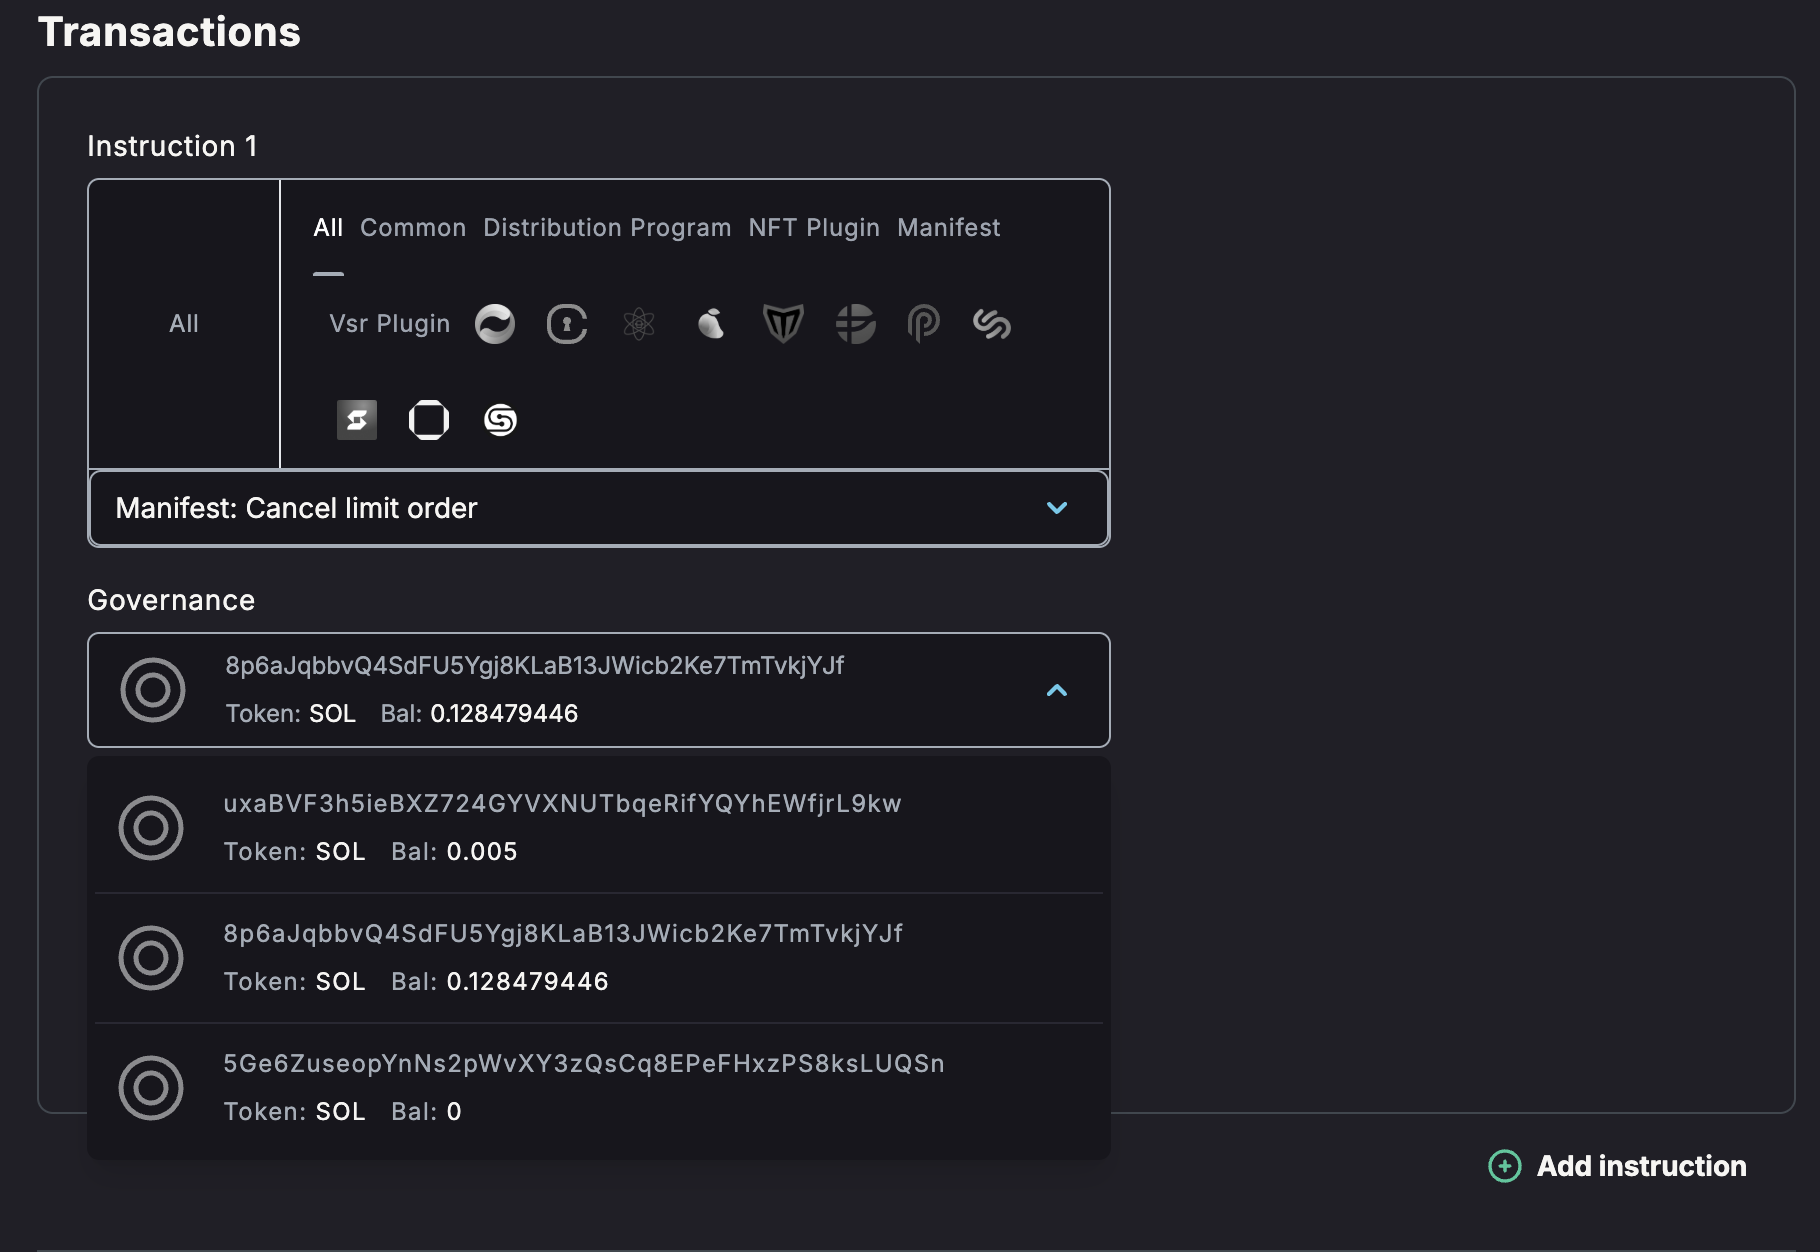 Transactions
Instruction 1
All
All Common Distribution Program NFT Plugin Manifest
Vsr Plugin
Manifest: Cancel limit order
Governance
8p6aJqbbvQ4SdFU5Ygj8KLaB13JWicb2Ke7TmTvkjYJf
Token: SOL Bal: 0.128479446
uxaBVF3h5ieBXZ724GYVXNUTbqeRifYQYhEWfjrL9kw
Token: SOL Bal: 0.005
8p6aJqbbvQ4SdFU5Ygj8KLaB13JWicb2Ke7TmTvkjYJf
Token: SOL Bal: 0.128479446
5Ge6ZuseopYnNs2pWvXY3zQsCq8EPeFHxzPS8ksLUQSn
Token: SOL Bal: 0
Add instruction